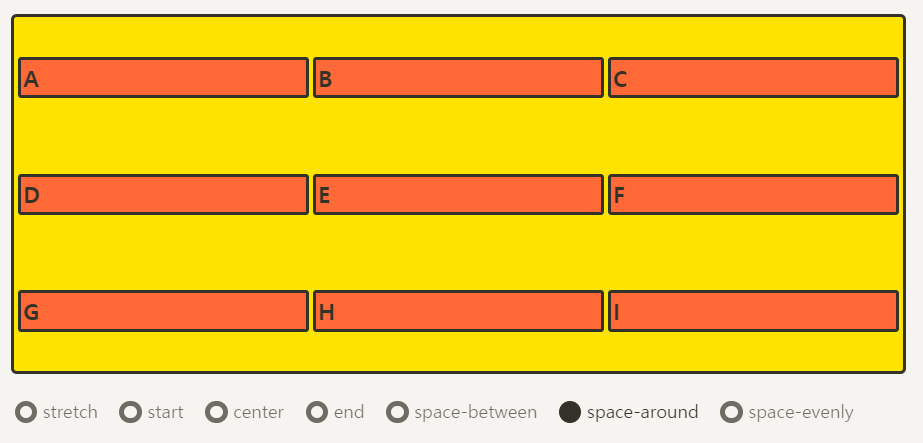 A B C
D E F
G H I
stretch start center end space-between space-around space-evenly